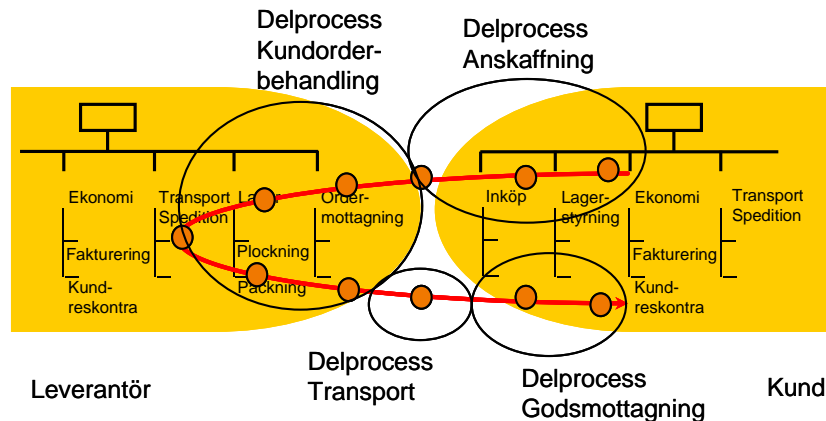 Delprocess
Kundorder-
behandling
Delprocess
Anskaffning
Ekonomi
Transport
Spedition
Order-
mottagning
Inköp
Lager-
styrning
Ekonomi
Transport
Spedition
Fakturering
Plockning
Fakturering
Kund-
reskontra
Packning
Kund-
reskontra
Delprocess
Transport
Delprocess
Godsmottagning
Leverantör
Kund